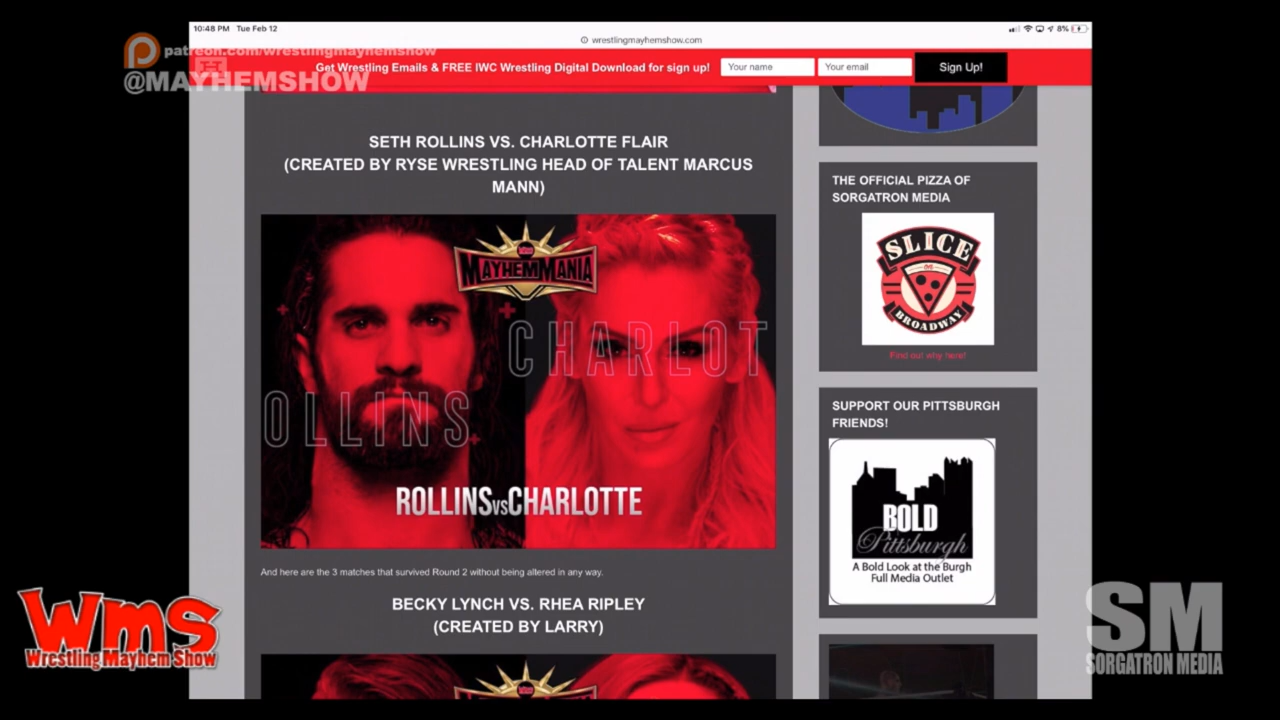 10:48 PM Tue Feb 12
wrestlingmayhemshow.com
8%
patreon.com/wrestlingmayhemshow
@MAYHEMSHOW
Get Wrestling Emails & FREE IWC Wrestling Digital Download for sign up!
Your name
Your email
Sign Up!
SETH ROLLINS VS. CHARLOTTE FLAIR
(CREATED BY RYSE WRESTLING HEAD OF TALENT MARCUS
MANN)
MAYHEMMANIA
CHARLOT
OLLINS
ROLLINSvsCHARLOTTE
And here are the 3 matches that survived Round 2 without being altered in any way.
BECKY LYNCH VS. RHEA RIPLEY
(CREATED BY LARRY)
THE OFFICIAL PIZZA OF
SORGATRON MEDIA
SLICE
BROADWAY
Find out why here!
SUPPORT OUR PITTSBURGH
FRIENDS!
BOLD
Pittsburgh
A Bold Look at the Burgh
Full Media Outlet
Wms
Wrestling Mayhem Show
SM
SORGATRON MEDIA